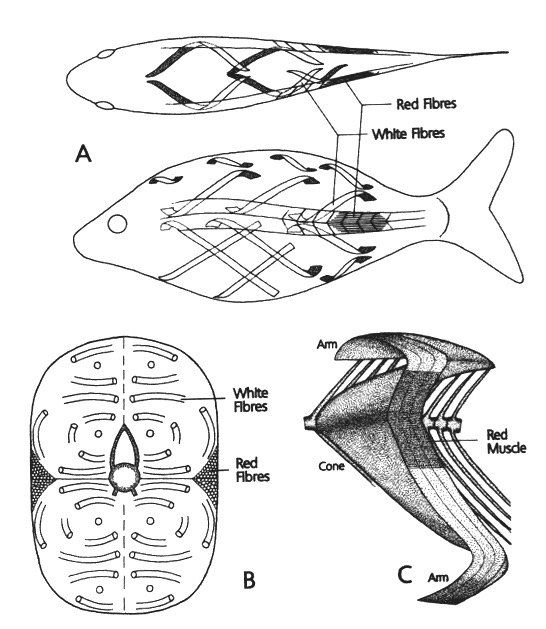 Red Fibres
White Fibres
A
Arm
White
Fibres
Red
Fibres
Red
Muscle
Cone
B
C
Arm